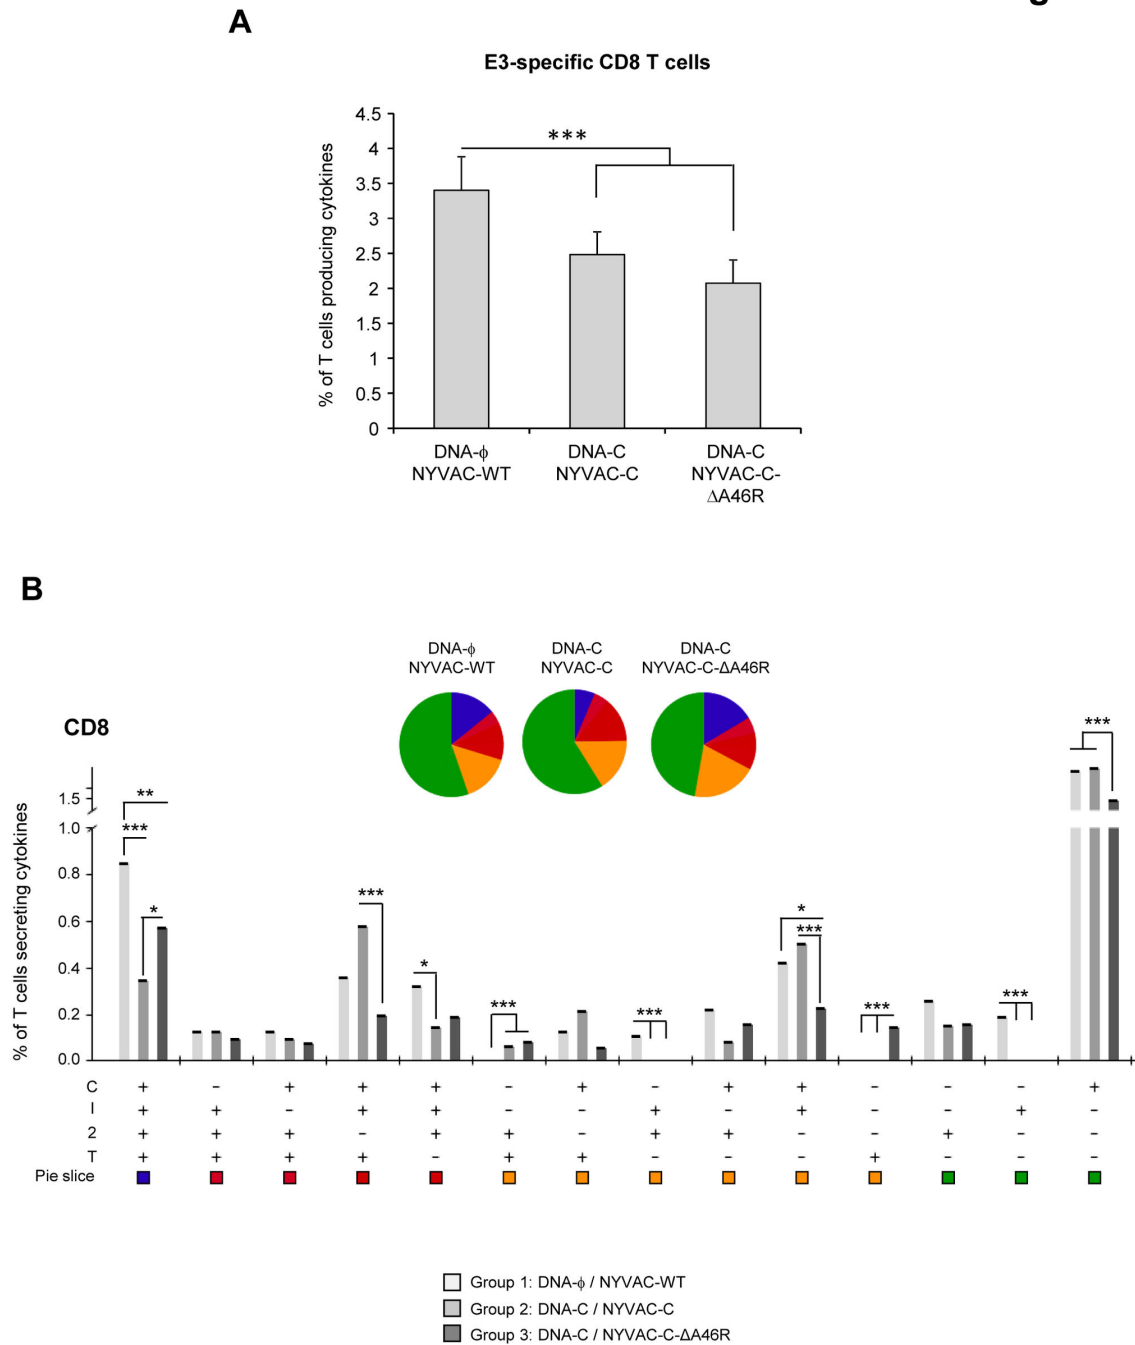 A
E3-specific CD8 T cells
% of T cells producing cytokines
4.5
4
3.5
3
2.5
2
1.5
1
0.5
0
***
DNA-ϕ
NYVAC-WT
DNA-C
NYVAC-C
DNA-C
NYVAC-C-
ΔA46R
B
DNA-ϕ
NYVAC-WT
DNA-C
NYVAC-C
DNA-C
NYVAC-C-ΔA46R
CD8
% of T cells secreting cytokines
1.5
1.0
0.8
0.6
0.4
0.2
0.0
**
***
*
***
*
***
***
*
***
***
***
***
C + – + + + – + – + + – – – +
I + + – + + – – + – + – – + –
2 + + + – + + – + + – – + – –
T + + + + – + + – – – + – – –
Pie slice
Group 1: DNA-ϕ / NYVAC-WT
Group 2: DNA-C / NYVAC-C
Group 3: DNA-C / NYVAC-C-ΔA46R